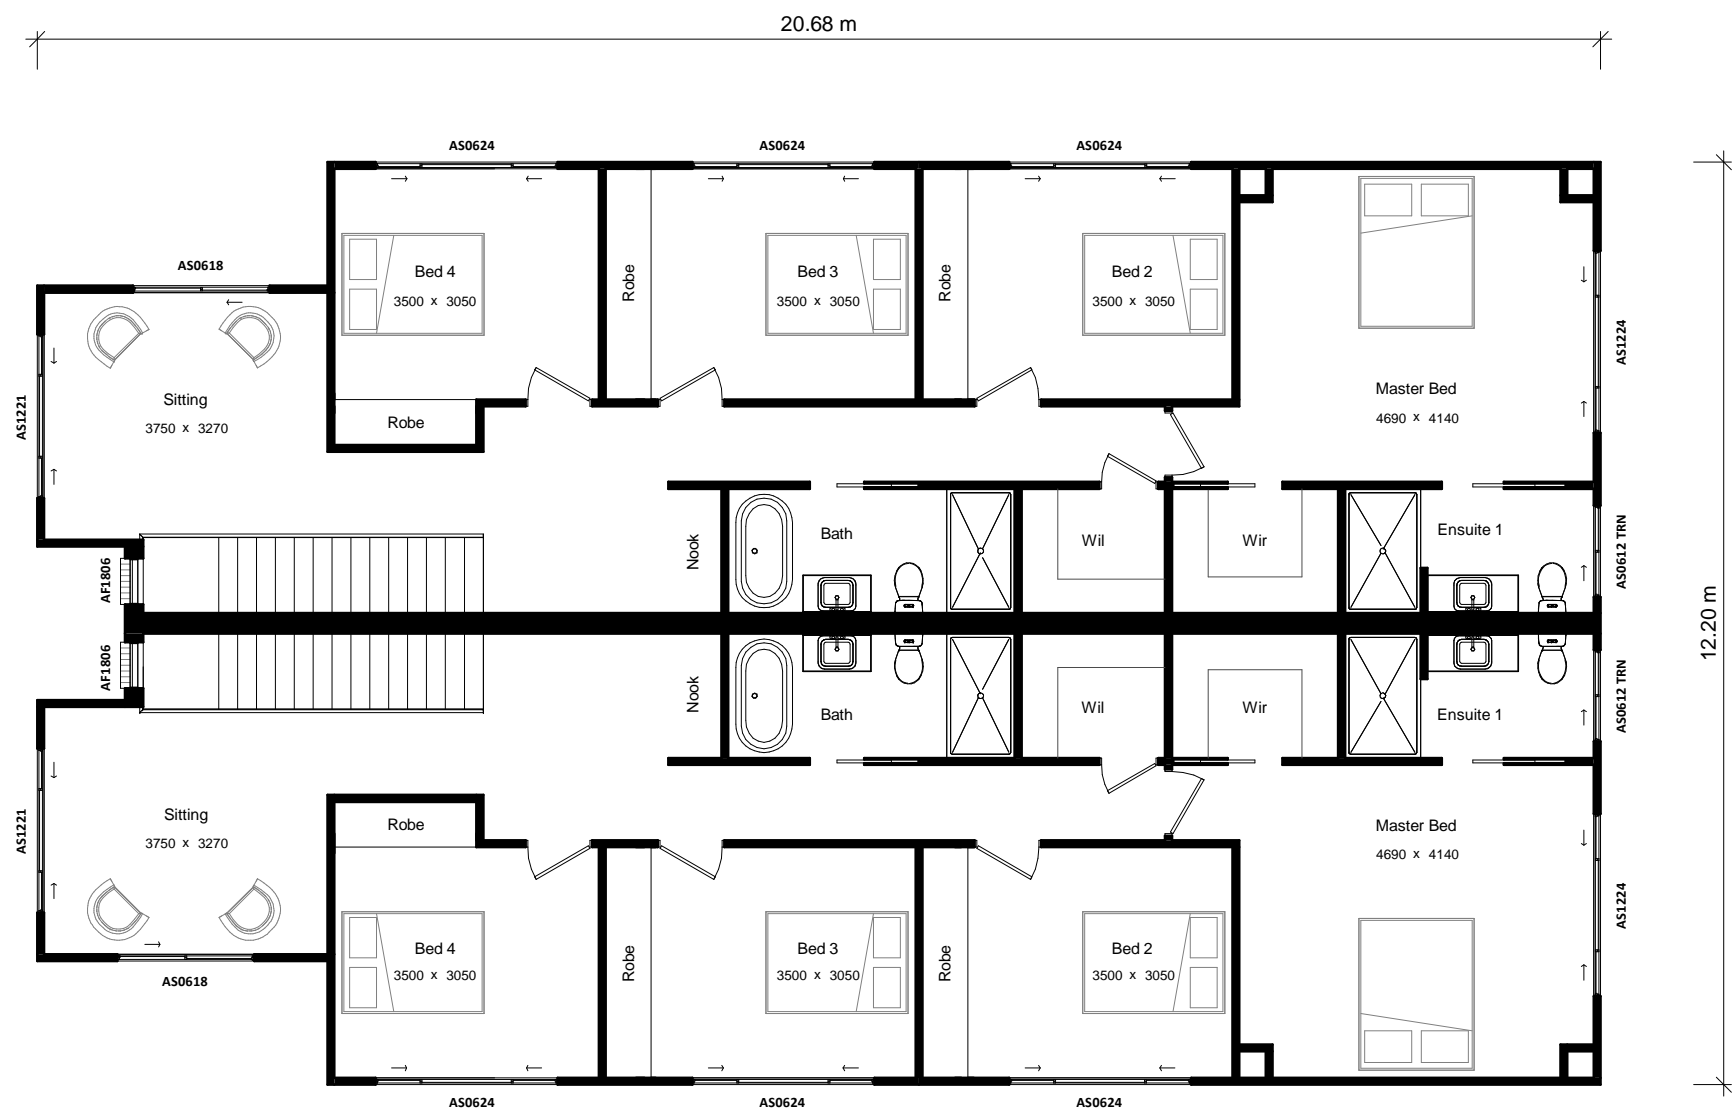 20.68 m
AS0624
AS0624
AS0624
AS0618
Bed 4
3500 x 3050
Robe
Bed 3
3500 x 3050
Robe
Bed 2
3500 x 3050
AS1224
Sitting
3750 x 3270
AS1221
Robe
Master Bed
4690 x 4140
AF1806
Nook
Bath
Wil
Wir
Ensuite 1
AS0612 TRN
12.20 m
AF1806
Nook
Bath
Wil
Wir
Ensuite 1
AS0612 TRN
Sitting
3750 x 3270
AS1221
Robe
Master Bed
4690 x 4140
AS1224
Bed 4
3500 x 3050
Robe
Bed 3
3500 x 3050
Robe
Bed 2
3500 x 3050
AS0618
AS0624
AS0624
AS0624